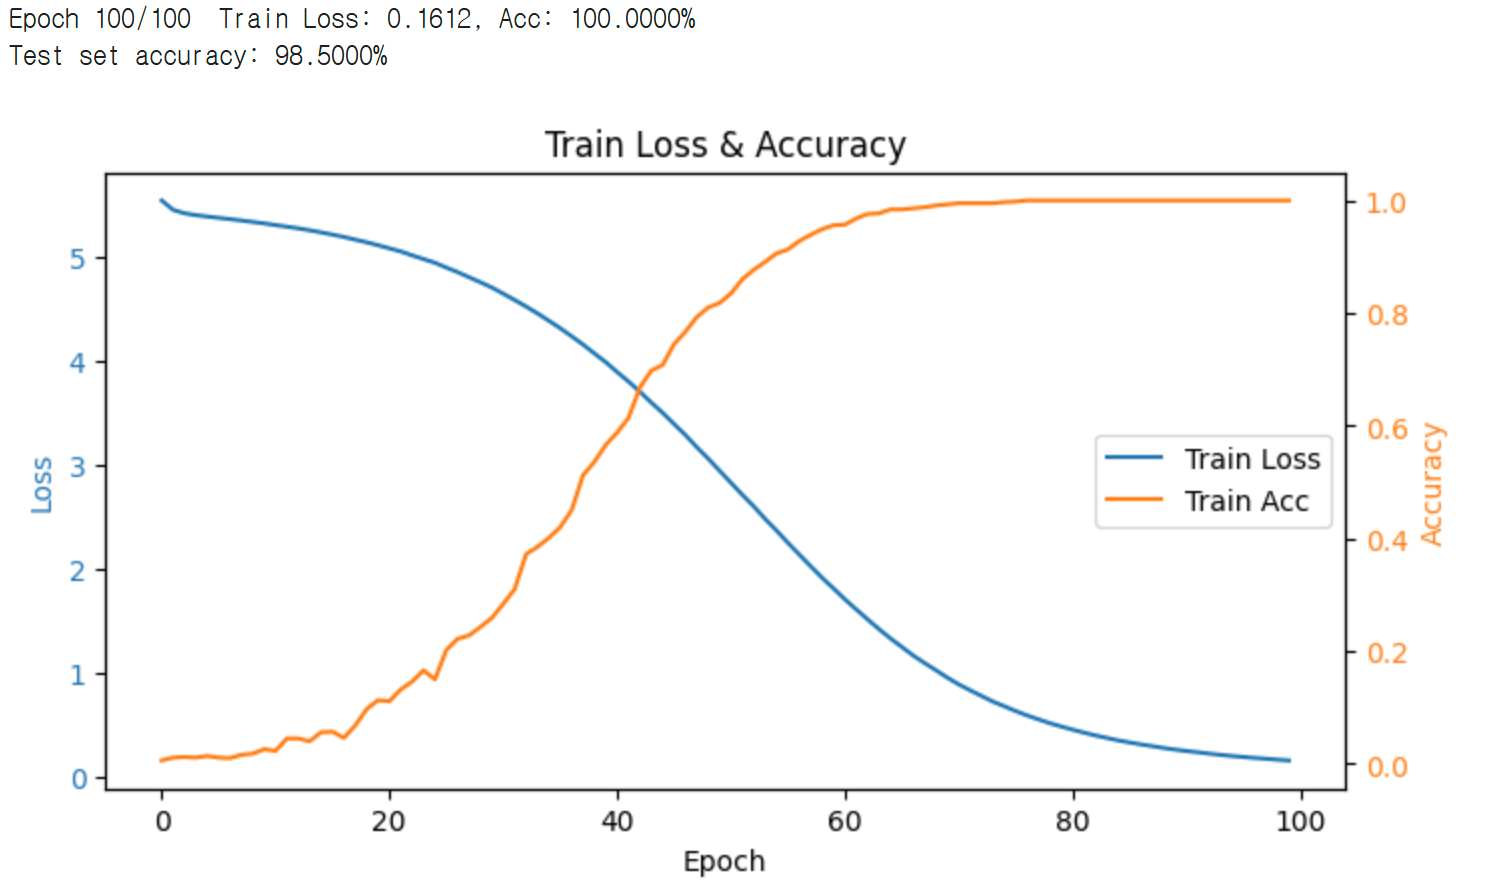 Epoch 100/100  Train Loss: 0.1612, Acc: 100.0000%
Test set accuracy: 98.5000%
Train Loss & Accuracy
Loss
5
4
3
2
1
0
1.0
0.8
0.6
0.4
0.2
0.0
Accuracy
Train Loss
Train Acc
0 20 40 60 80 100
Epoch